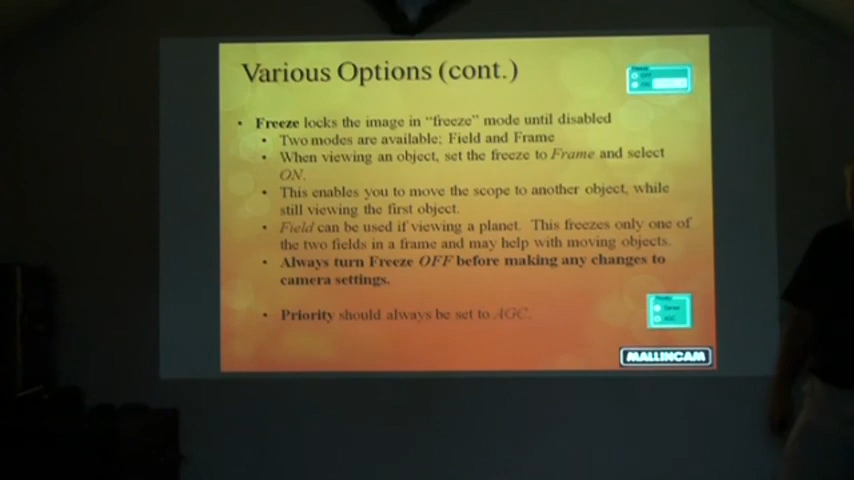 Various Options (cont.)
• Freeze locks the image in "freeze" mode until disabled
• Two modes are available: Field and Frame
• When viewing an object, set the freeze to Frame and select
ON.
• This enables you to move the scope to another object, while
still viewing the first object.
• Field can be used if viewing a planet. This freezes only one of
the two fields in a frame and may help with moving objects.
• Always turn Freeze OFF before making any changes to
camera settings.
• Priority should always be set to AGC.
AGC
MALLINCAM